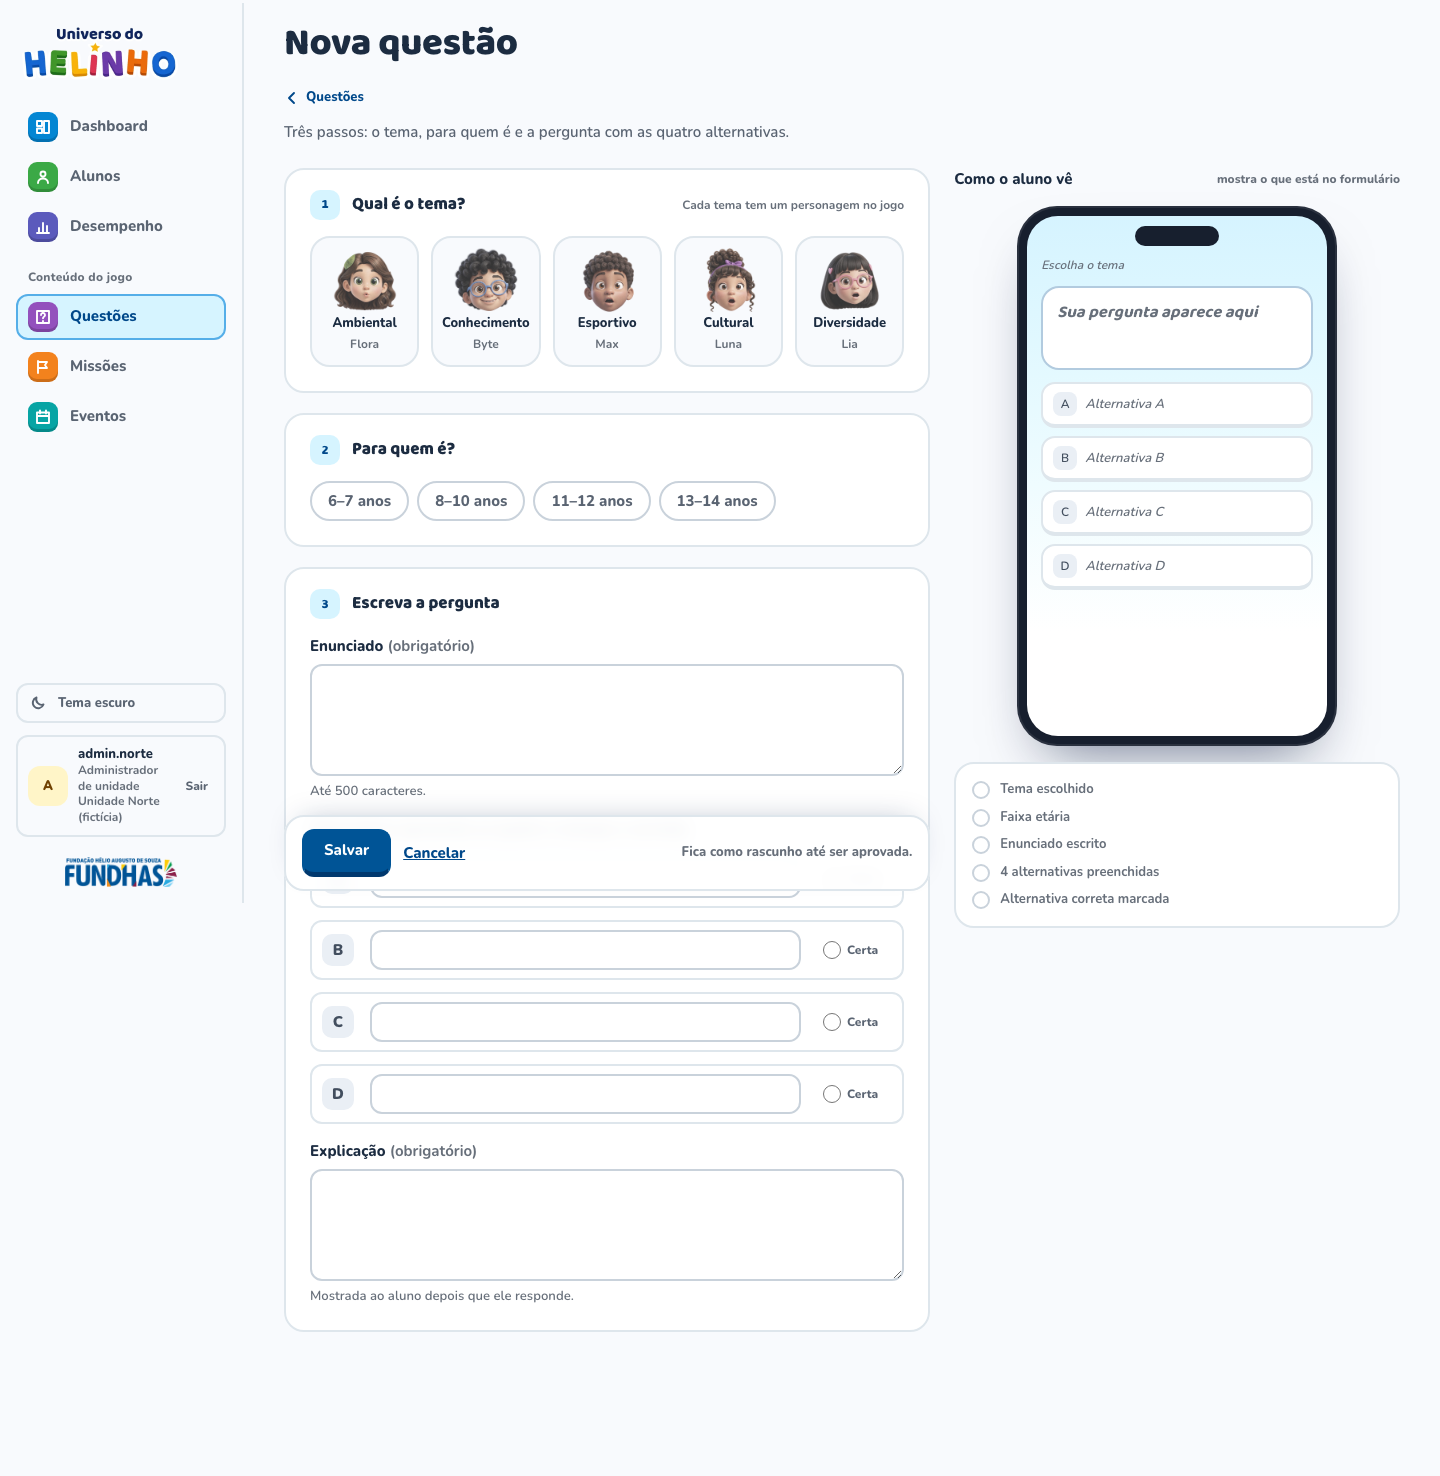 Universo do
HELINHO
Dashboard
Alunos
Desempenho
Conteúdo do jogo
Questões
Missões
Eventos
Tema escuro
A
admin.norte
Administrador
de unidade
Unidade Norte
(fictícia)
Sair
FUNDAÇÃO HÉLIO AUGUSTO DE SOUZA
FUNDHAS
Nova questão
Questões
Três passos: o tema, para quem é e a pergunta com as quatro alternativas.
1 Qual é o tema?
Cada tema tem um personagem no jogo
Ambiental
Flora
Conhecimento
Byte
Esportivo
Max
Cultural
Luna
Diversidade
Lia
2 Para quem é?
6–7 anos
8–10 anos
11–12 anos
13–14 anos
3 Escreva a pergunta
Enunciado (obrigatório)
Até 500 caracteres.
Salvar
Cancelar
Fica como rascunho até ser aprovada.
B
Certa
C
Certa
D
Certa
Explicação (obrigatório)
Mostrada ao aluno depois que ele responde.
Como o aluno vê
mostra o que está no formulário
Escolha o tema
Sua pergunta aparece aqui
A Alternativa A
B Alternativa B
C Alternativa C
D Alternativa D
Tema escolhido
Faixa etária
Enunciado escrito
4 alternativas preenchidas
Alternativa correta marcada